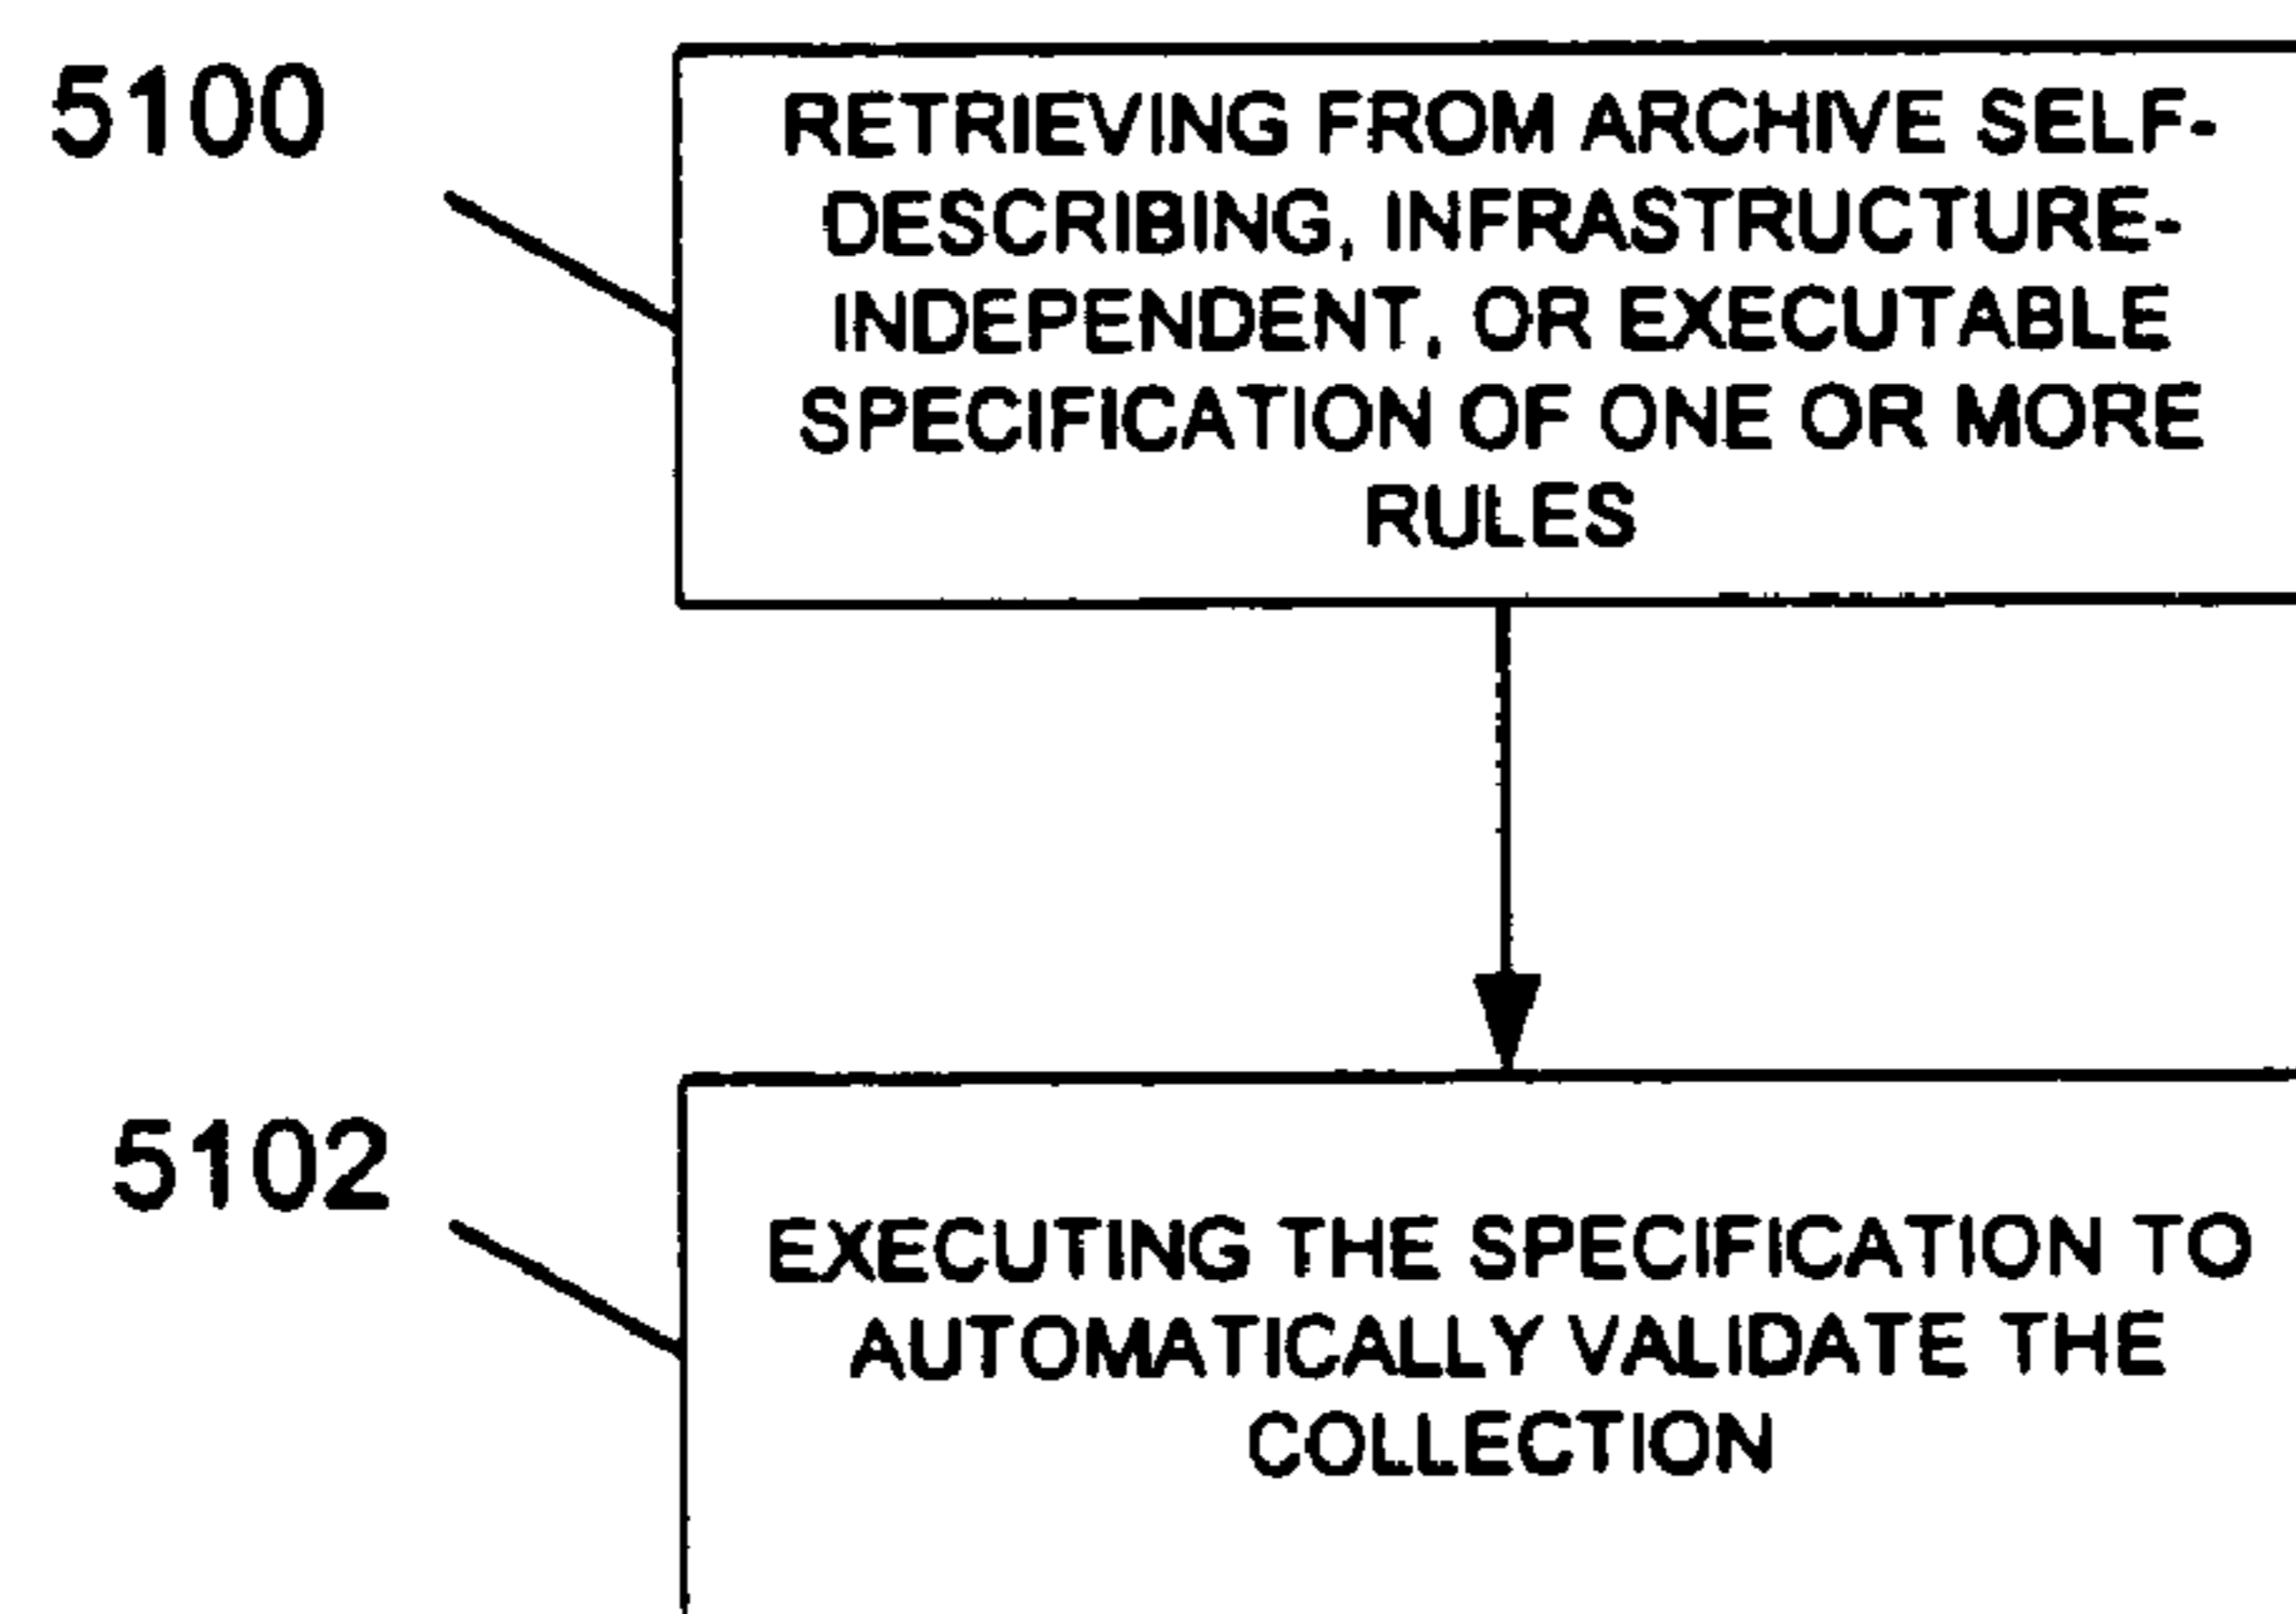 5100
RETRIEVING FROM ARCHIVE SELF-
DESCRIBING, INFRASTRUCTURE-
INDEPENDENT, OR EXECUTABLE
SPECIFICATION OF ONE OR MORE
RULES
5102
EXECUTING THE SPECIFICATION TO
AUTOMATICALLY VALIDATE THE
COLLECTION